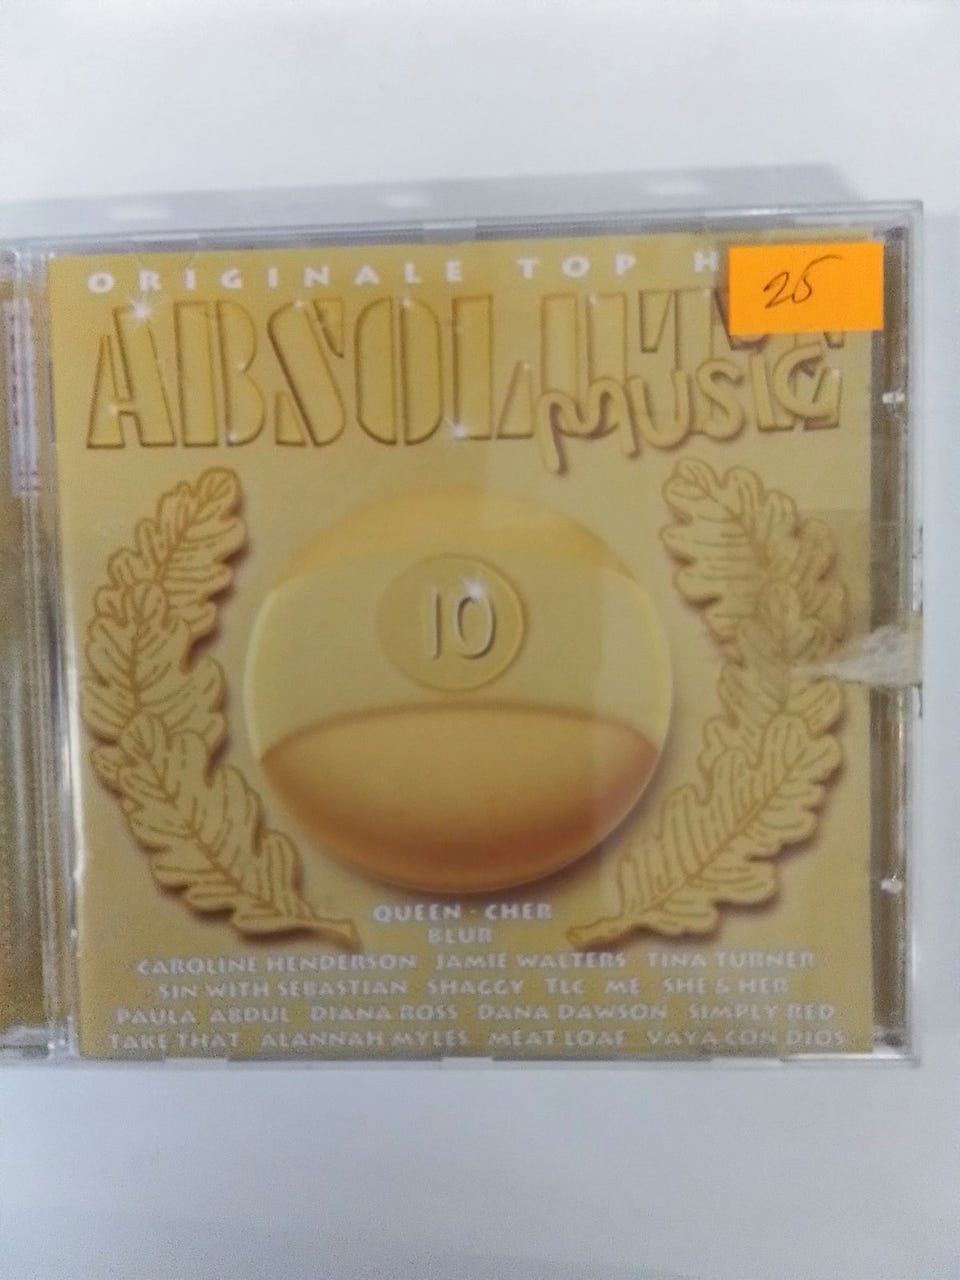 ORIGINALE TOP H
25
ABSOLUTE
music
10
QUEEN · CHER
BLUR
CAROLINE HENDERSON JAMIE WALTERS TINA TURNER
SIN WITH SEBASTIAN SHAGGY TLC ME SHE & HER
PAULA ABDUL DIANA ROSS DANA DAWSON SIMPLY RED
TAKE THAT ALANNAH MYLES MEAT LOAF VAYA CON DIOS